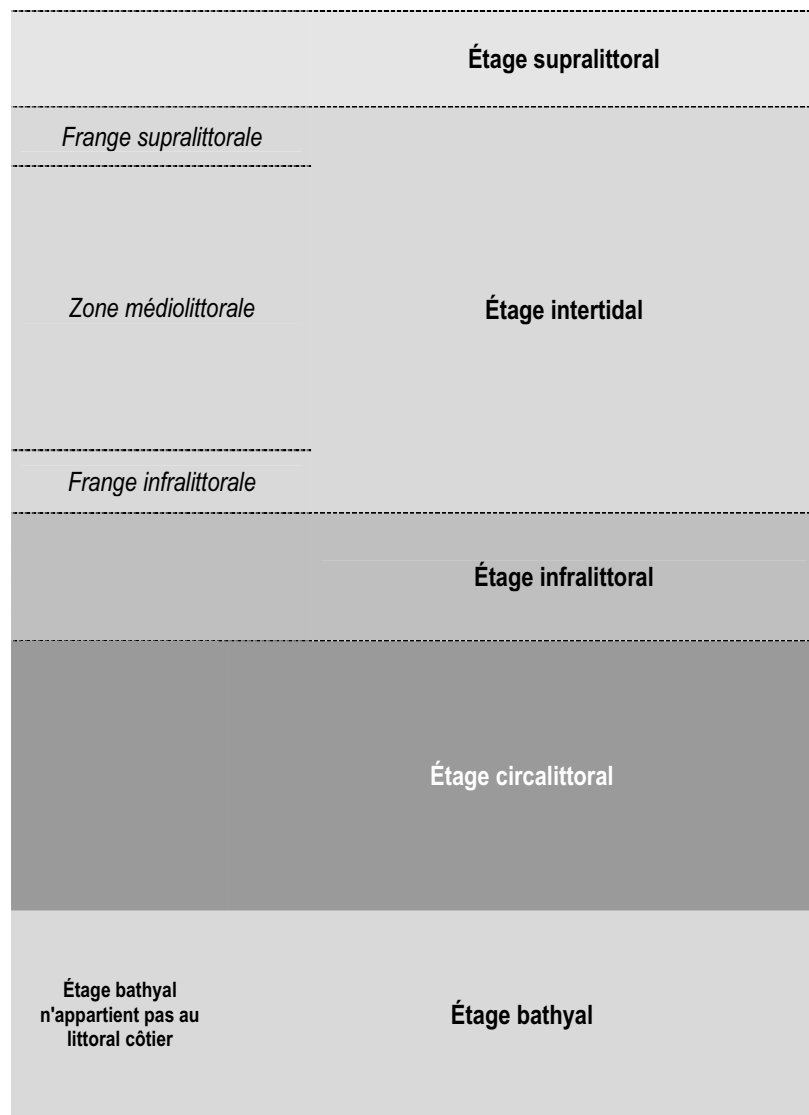 Étage supralittoral
Frange supralittorale
Zone médiolittorale
Étage intertidal
Frange infralittorale
Étage infralittoral
Étage circalittoral
Étage bathyal
n'appartient pas au
littoral côtier
Étage bathyal